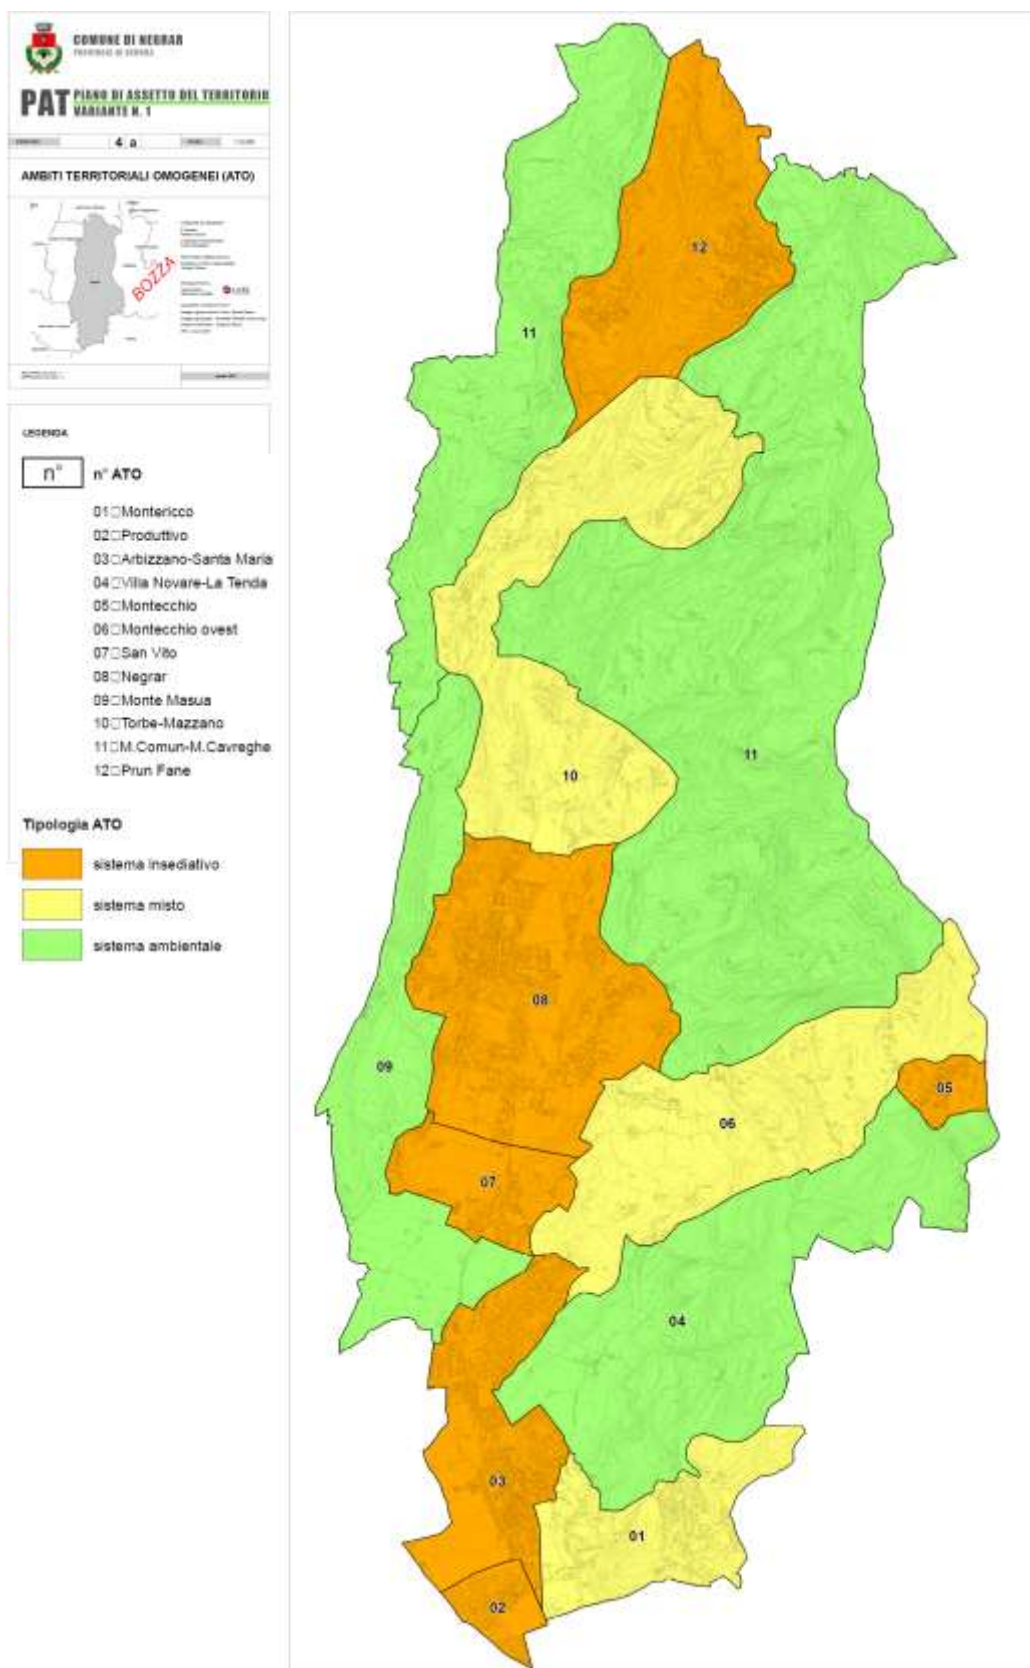 COMUNE DI NEGRAR
PROVINCIA DI VERONA
PAT PIANO DI ASSETTO DEL TERRITORIO
VARIANTE N. 1
4 a
AMBITI TERRITORIALI OMOGENEI (ATO)
BOZZA
LEGENDA
n° n° ATO
01□Montericco
02□Produttivo
03□Arbizzano-Santa Maria
04□Villa Novare-La Tenda
05□Montecchio
06□Montecchio ovest
07□San Vito
08□Negrar
09□Monte Masua
10□Torbe-Mazzano
11□M.Comun-M.Cavreghe
12□Prun Fane
Tipologia ATO
sistema insediativo
sistema misto
sistema ambientale
12
11
11
10
08
09
05
06
07
04
03
01
02